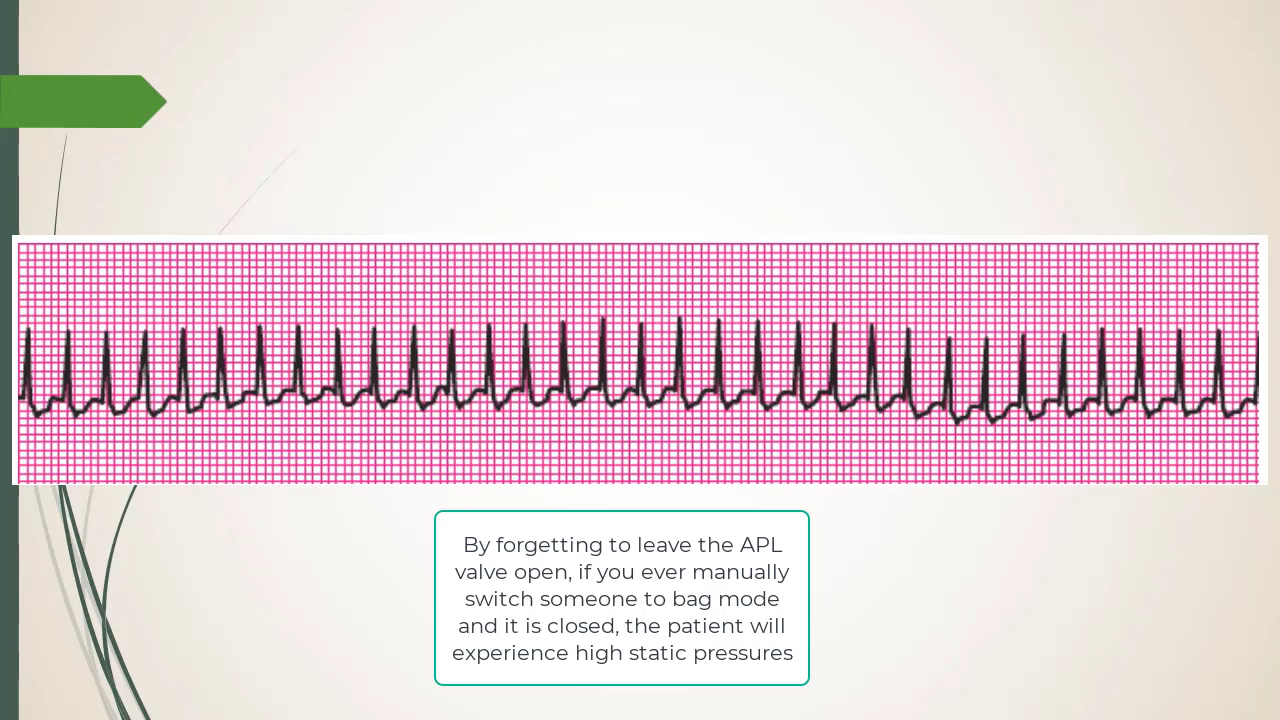 By forgetting to leave the APL
valve open, if you ever manually
switch someone to bag mode
and it is closed, the patient will
experience high static pressures